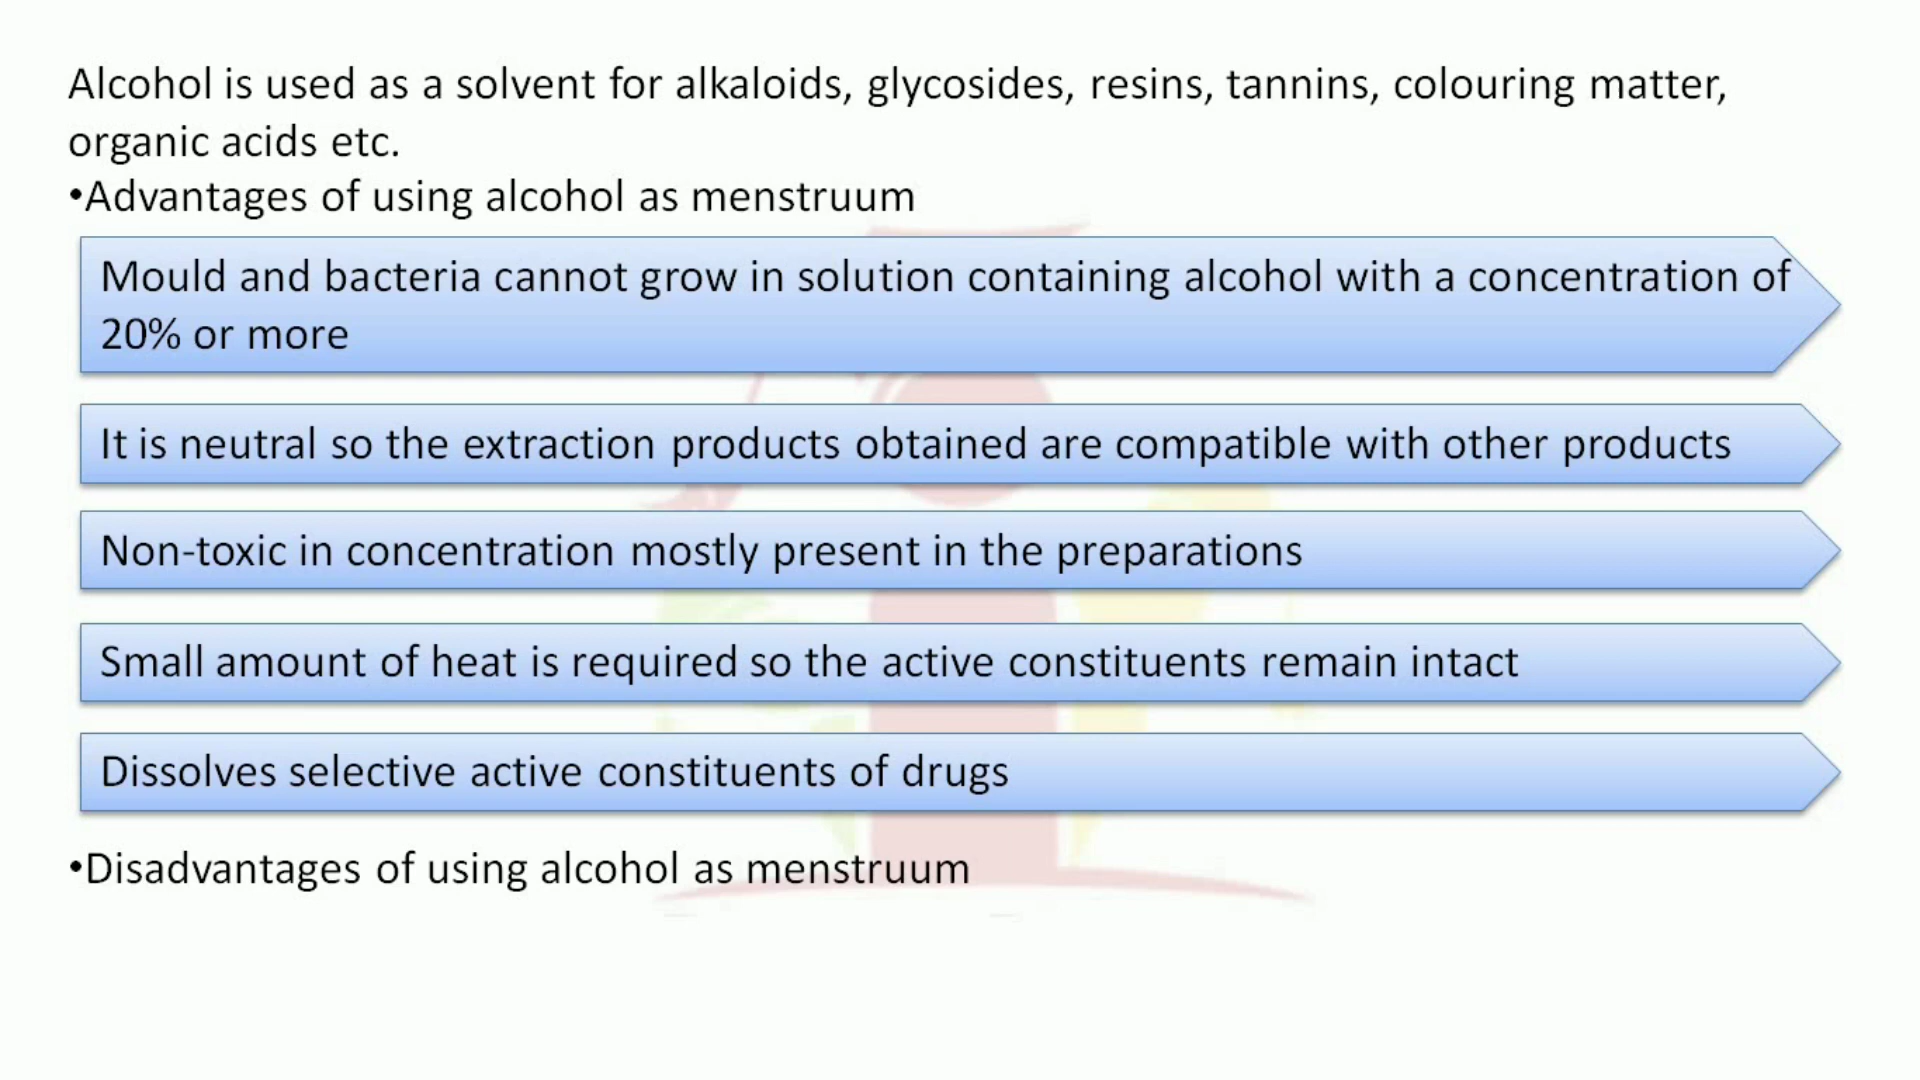 Alcohol is used as a solvent for alkaloids, glycosides, resins, tannins, colouring matter,
organic acids etc.
•Advantages of using alcohol as menstruum
Mould and bacteria cannot grow in solution containing alcohol with a concentration of
20% or more
It is neutral so the extraction products obtained are compatible with other products
Non-toxic in concentration mostly present in the preparations
Small amount of heat is required so the active constituents remain intact
Dissolves selective active constituents of drugs
•Disadvantages of using alcohol as menstruum